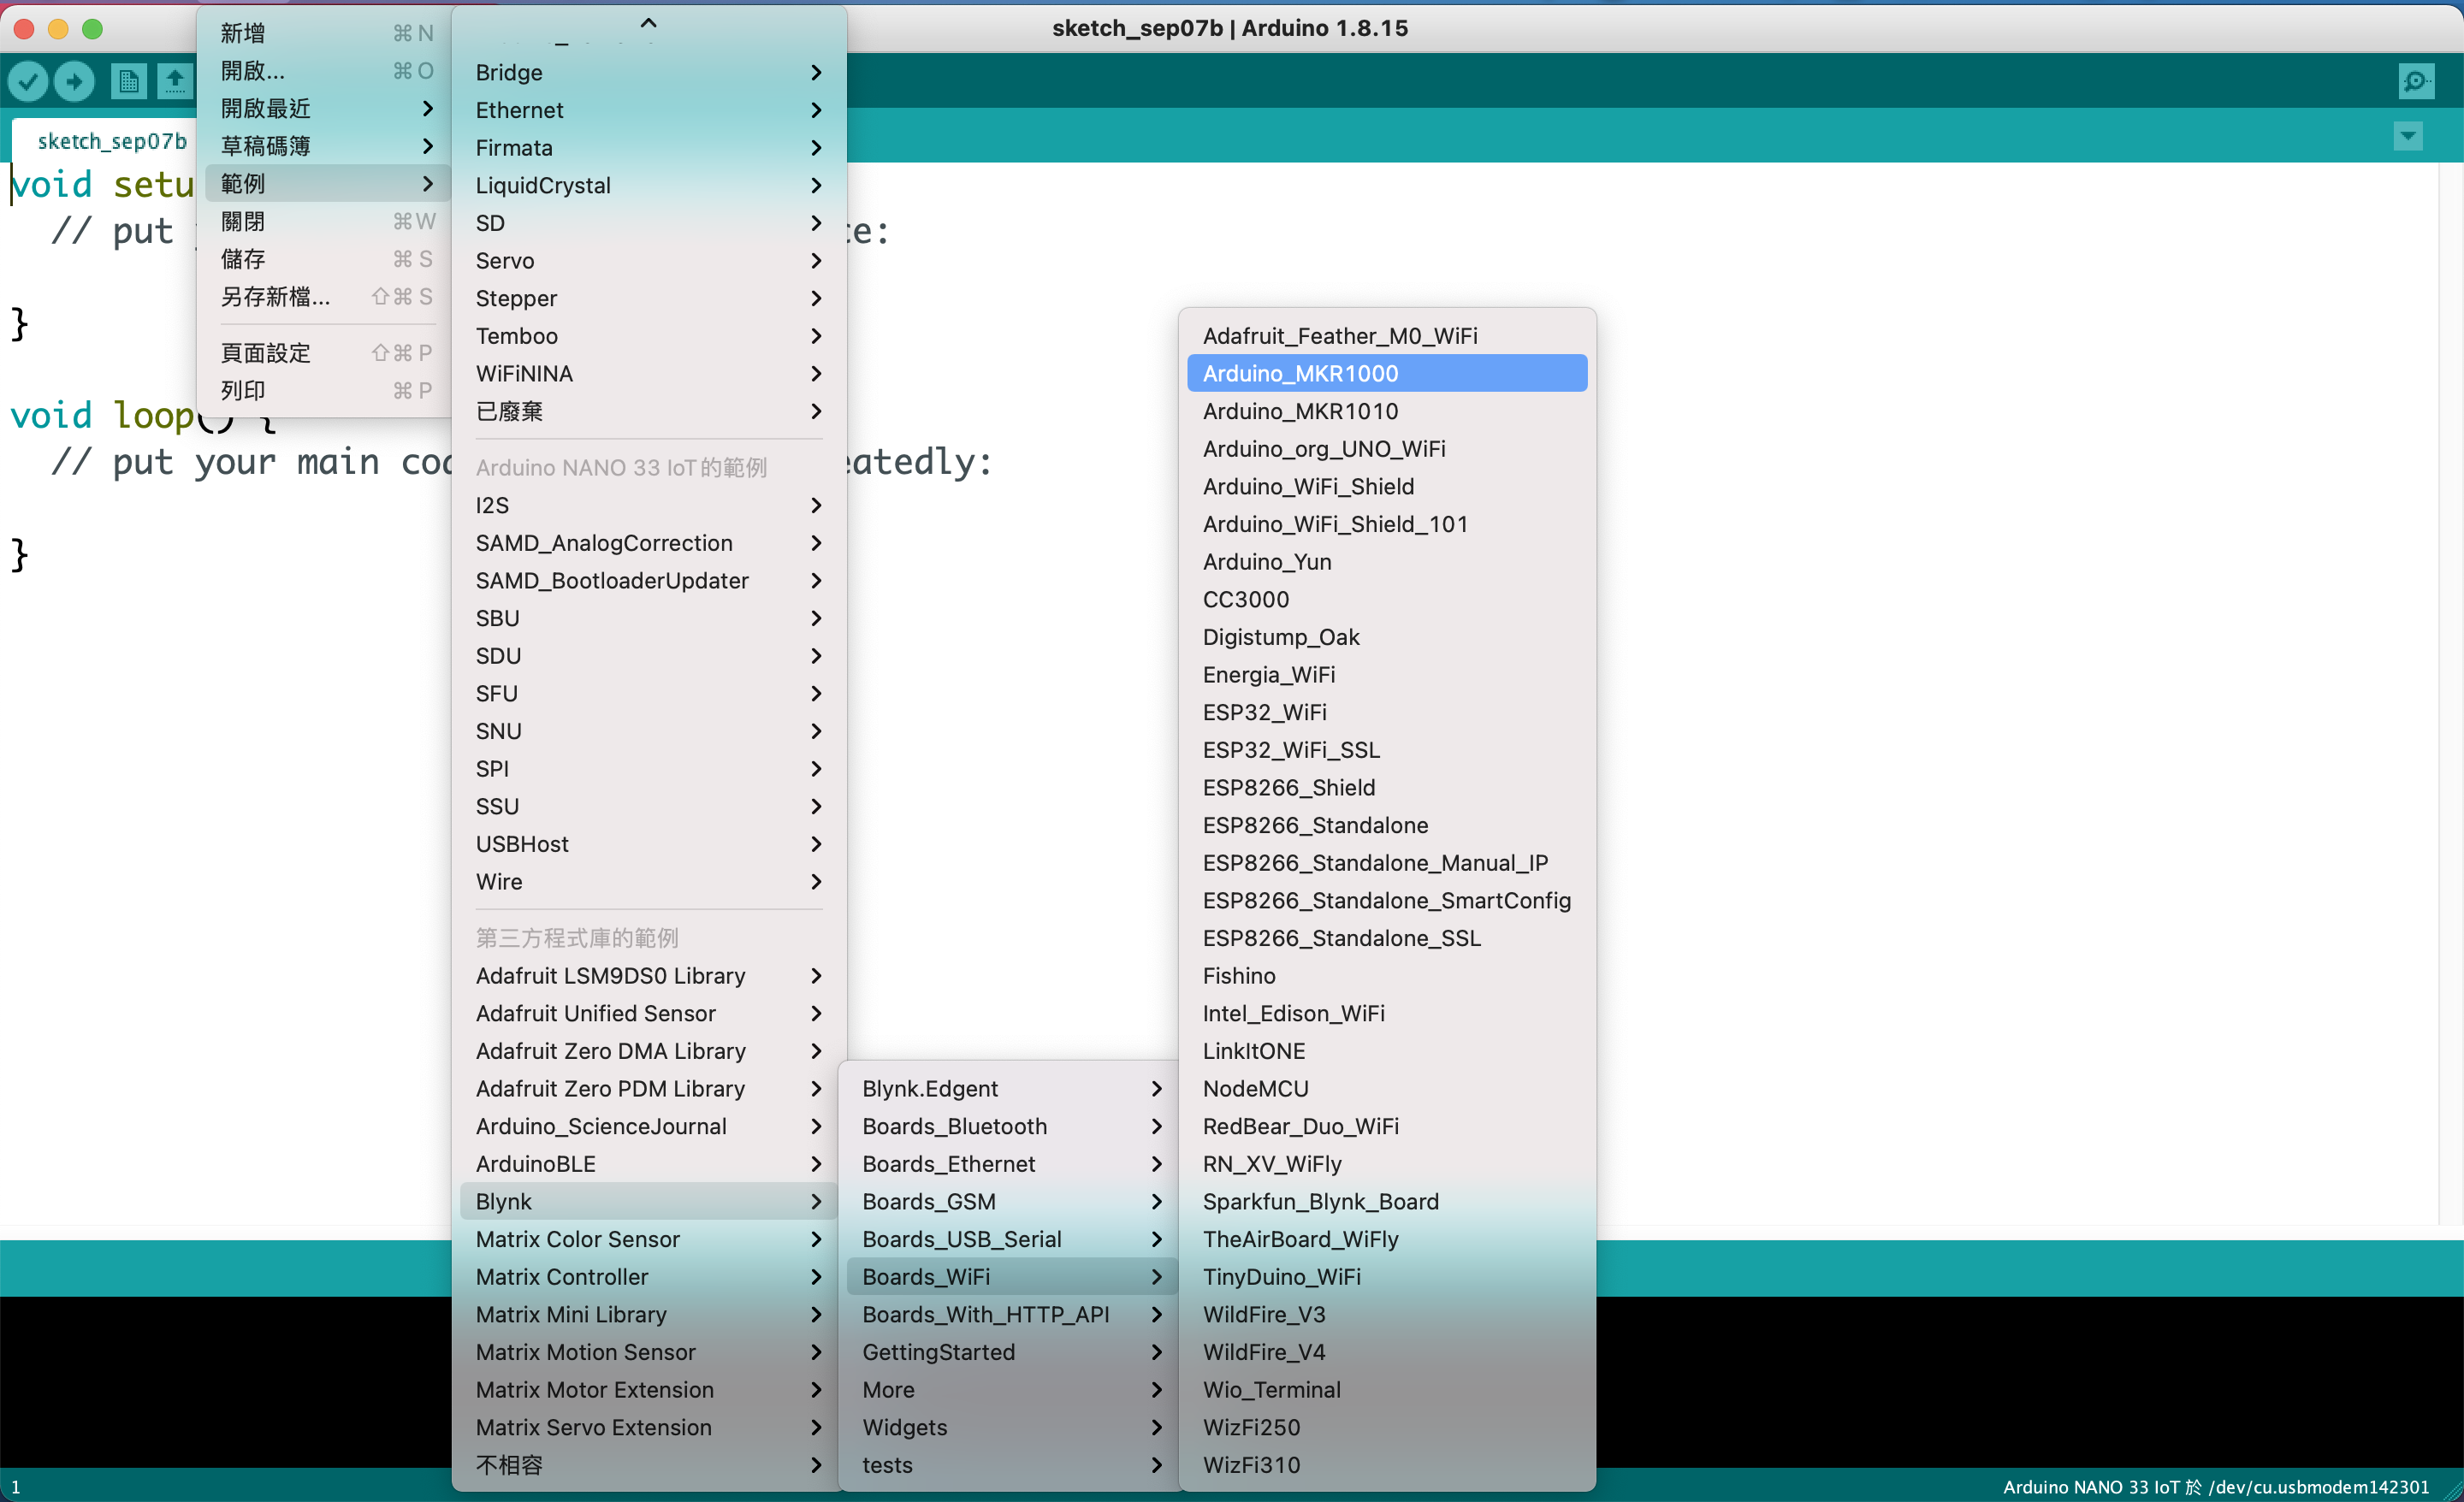 sketch_sep07b | Arduino 1.8.15
sketch_sep07b
void setu
// put
ce:
}
void loop() {
// put your main co
eatedly:
}
新增 ⌘ N
開啟... ⌘ O
開啟最近
草稿碼簿
範例
關閉 ⌘ W
儲存 ⌘ S
另存新檔... ⇧ ⌘ S
頁面設定 ⇧ ⌘ P
列印 ⌘ P
Bridge
Ethernet
Firmata
LiquidCrystal
SD
Servo
Stepper
Temboo
WiFiNINA
已廢棄
Arduino NANO 33 IoT的範例
I2S
SAMD_AnalogCorrection
SAMD_BootloaderUpdater
SBU
SDU
SFU
SNU
SPI
SSU
USBHost
Wire
第三方程式庫的範例
Adafruit LSM9DS0 Library
Adafruit Unified Sensor
Adafruit Zero DMA Library
Adafruit Zero PDM Library
Arduino_ScienceJournal
ArduinoBLE
Blynk
Matrix Color Sensor
Matrix Controller
Matrix Mini Library
Matrix Motion Sensor
Matrix Motor Extension
Matrix Servo Extension
不相容
Blynk.Edgent
Boards_Bluetooth
Boards_Ethernet
Boards_GSM
Boards_USB_Serial
Boards_WiFi
Boards_With_HTTP_API
GettingStarted
More
Widgets
tests
Adafruit_Feather_M0_WiFi
Arduino_MKR1000
Arduino_MKR1010
Arduino_org_UNO_WiFi
Arduino_WiFi_Shield
Arduino_WiFi_Shield_101
Arduino_Yun
CC3000
Digistump_Oak
Energia_WiFi
ESP32_WiFi
ESP32_WiFi_SSL
ESP8266_Shield
ESP8266_Standalone
ESP8266_Standalone_Manual_IP
ESP8266_Standalone_SmartConfig
ESP8266_Standalone_SSL
Fishino
Intel_Edison_WiFi
LinkItONE
NodeMCU
RedBear_Duo_WiFi
RN_XV_WiFly
Sparkfun_Blynk_Board
TheAirBoard_WiFly
TinyDuino_WiFi
WildFire_V3
WildFire_V4
Wio_Terminal
WizFi250
WizFi310
1
Arduino NANO 33 IoT 於 /dev/cu.usbmodem142301